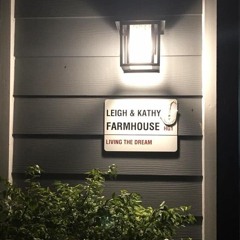 LEIGH & KATHY
FARMHOUSE
LIVING THE DREAM